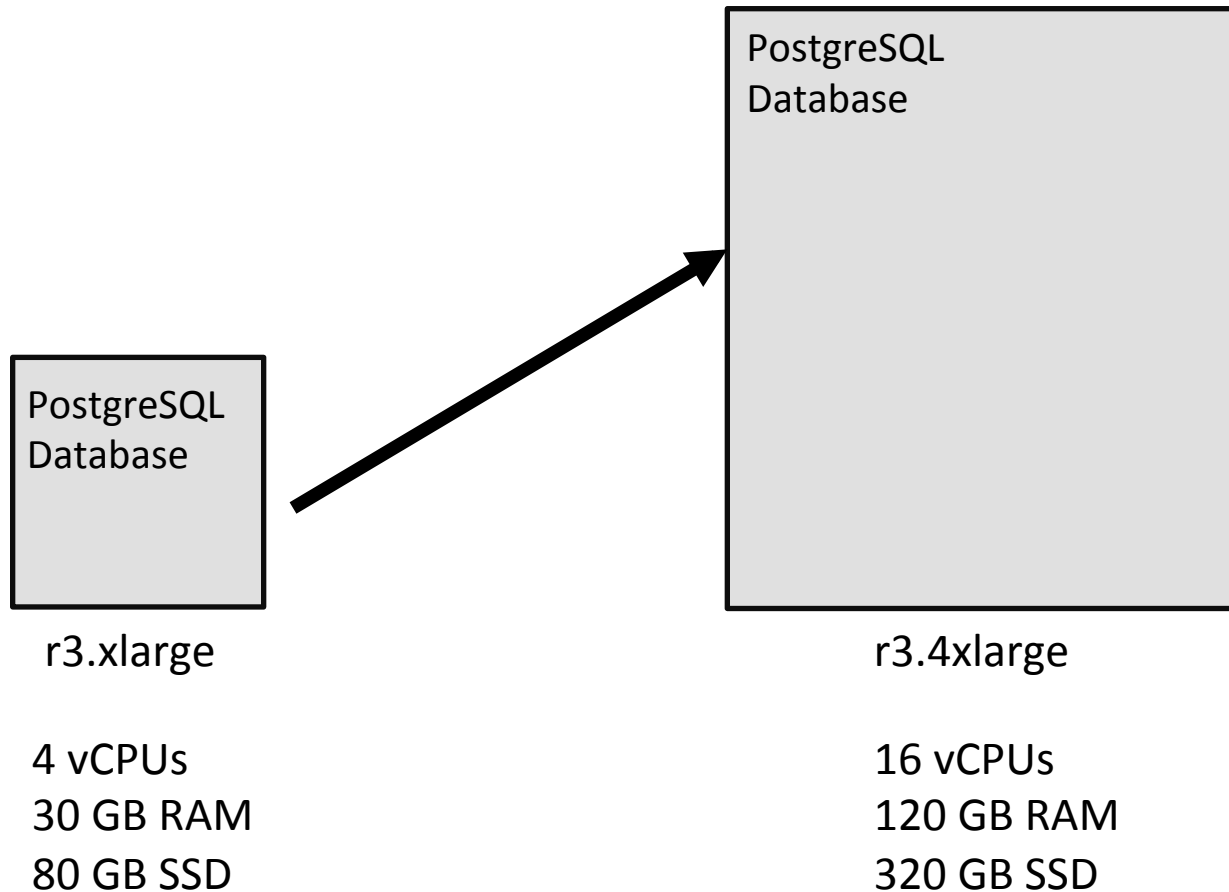 PostgreSQL
Database
r3.xlarge
4 vCPUs
30 GB RAM
80 GB SSD
PostgreSQL
Database
r3.4xlarge
16 vCPUs
120 GB RAM
320 GB SSD